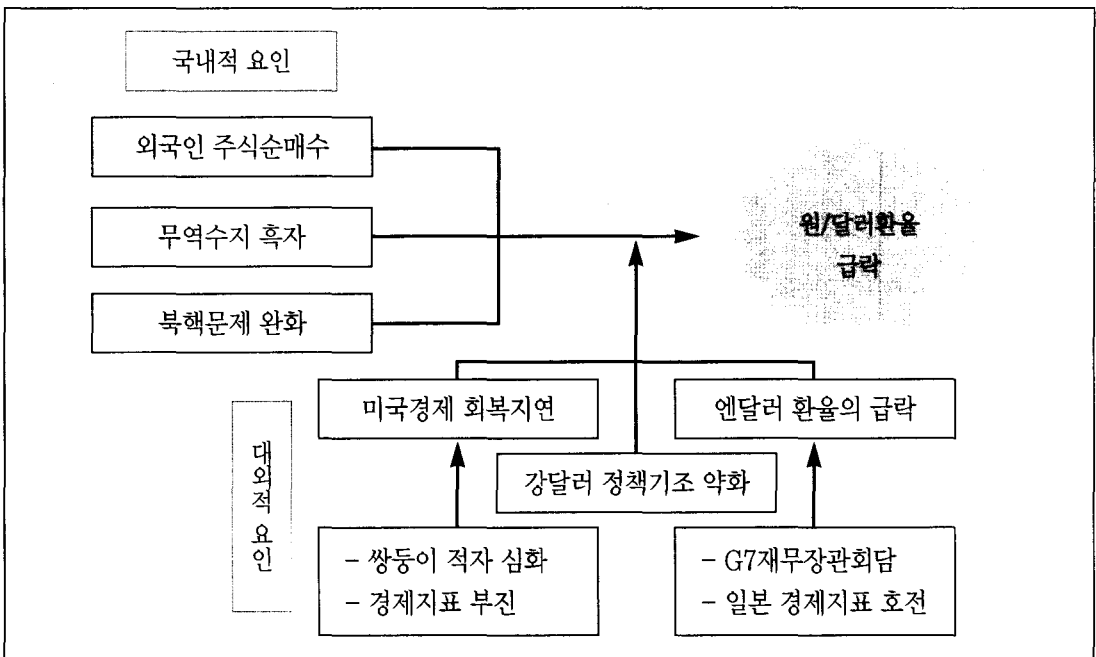 국내적 요인
외국인 주식순매수
무역수지 흑자
북핵문제 완화
원/달러환율
급락
대외적 요인
미국경제 회복지연
엔달러 환율의 급락
강달러 정책기조 약화
- 쌍둥이 적자 심화
- 경제지표 부진
- G7재무장관회담
- 일본 경제지표 호전